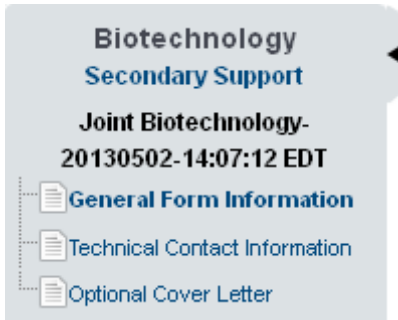 Biotechnology
Secondary Support
Joint Biotechnology-
20130502-14:07:12 EDT
General Form Information
Technical Contact Information
Optional Cover Letter